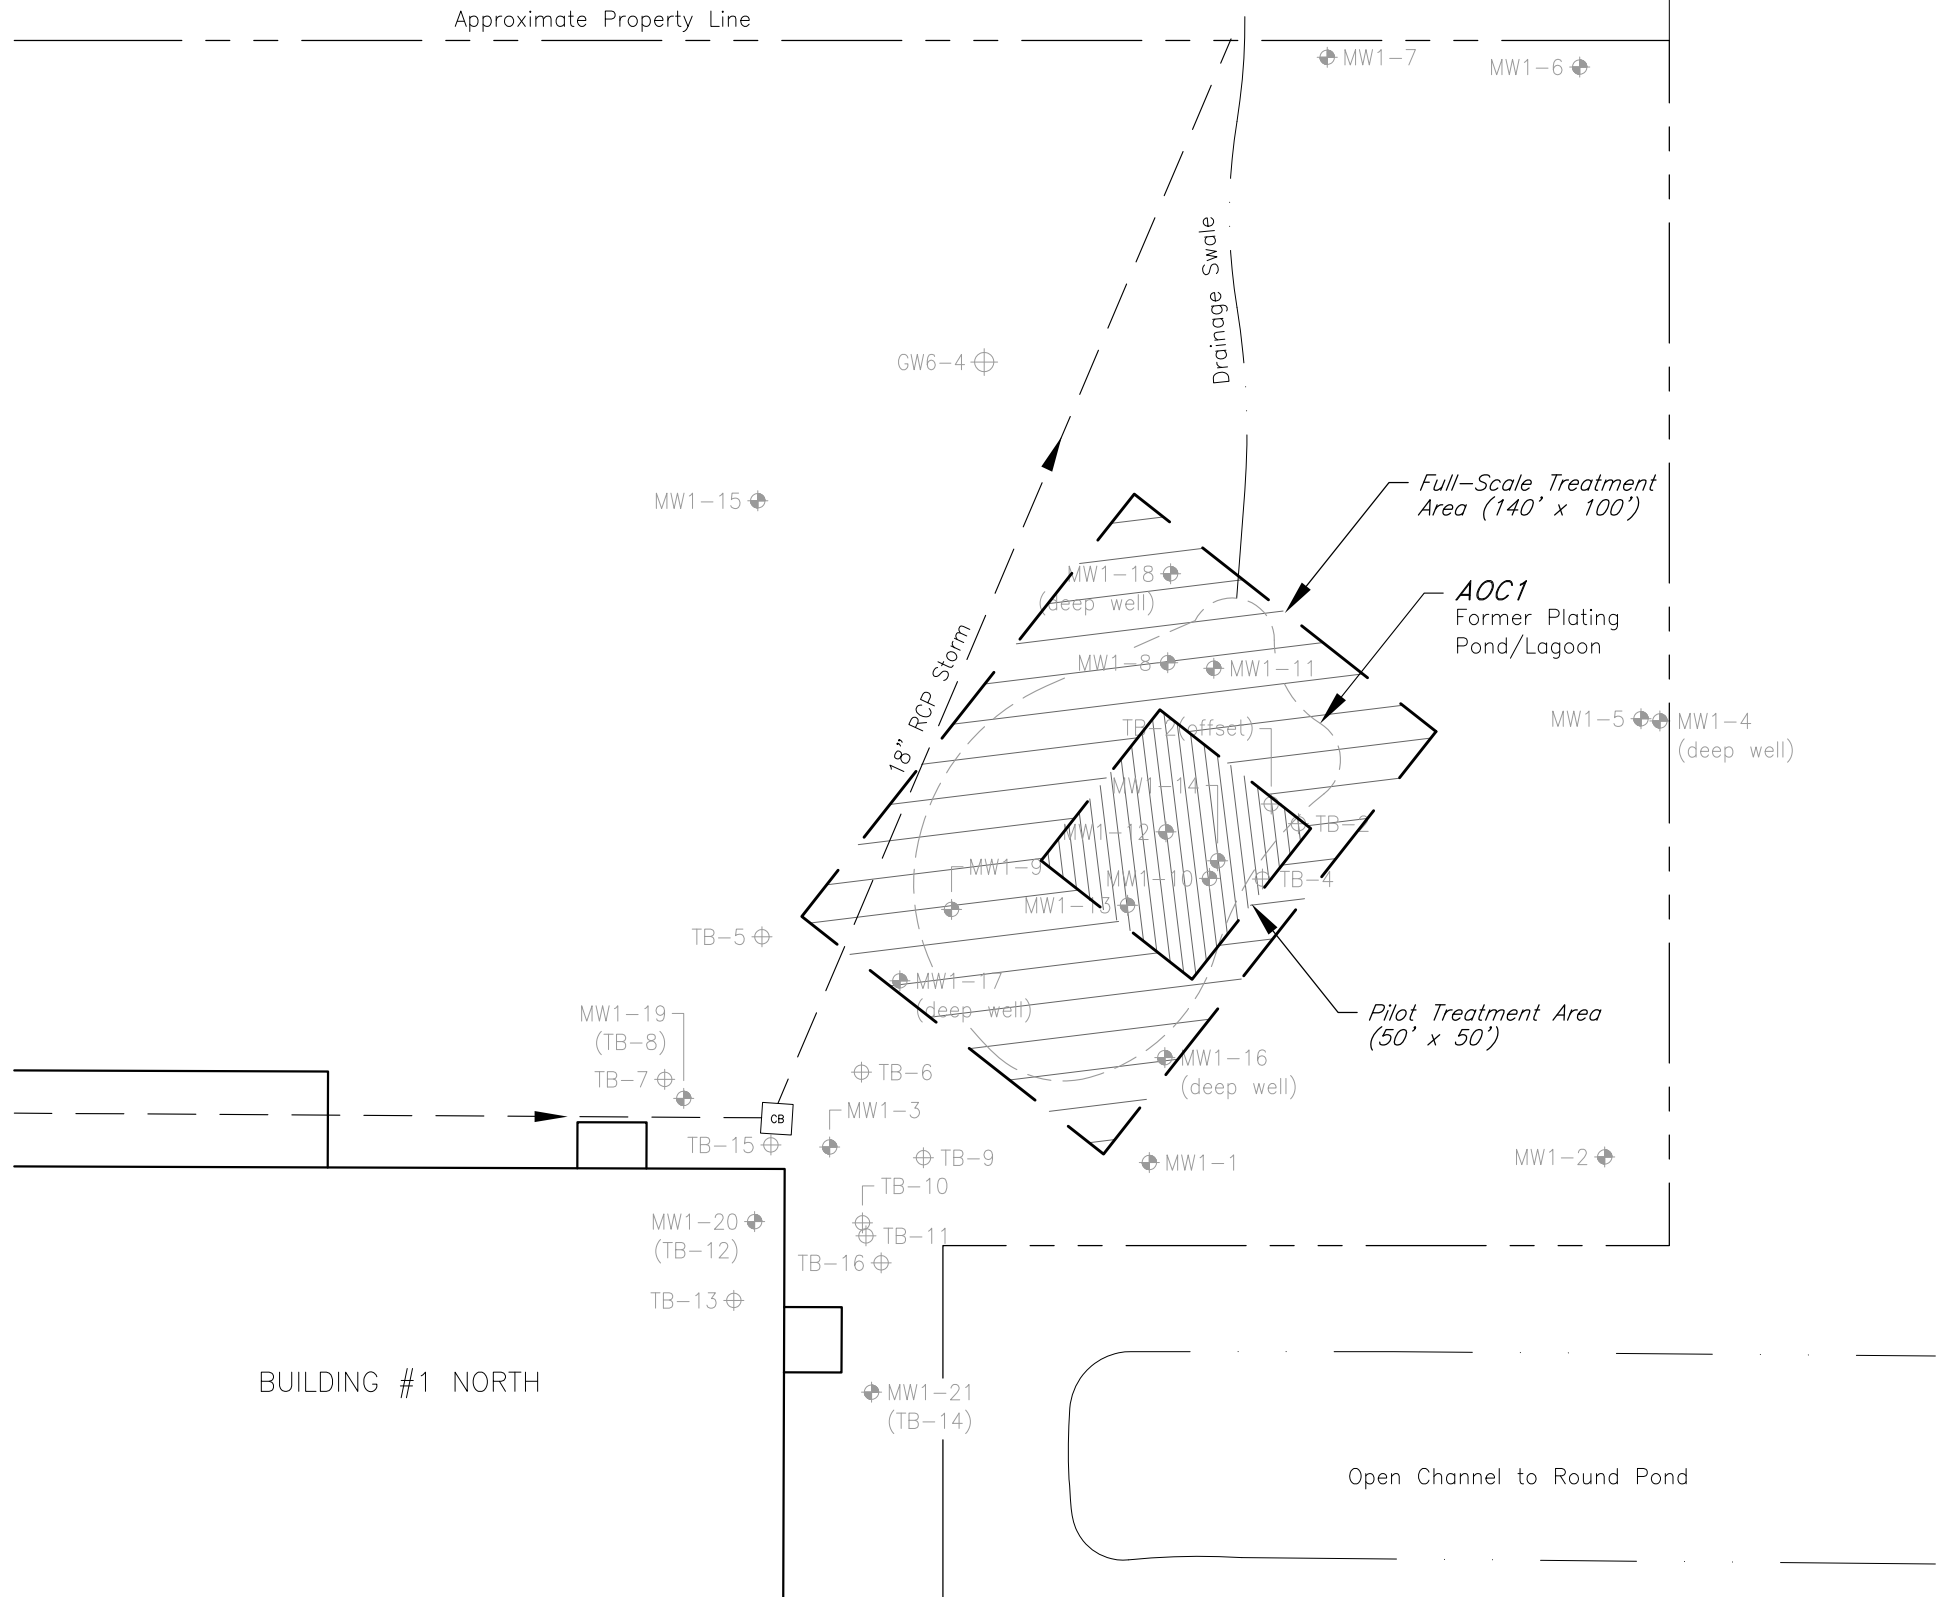 Approximate Property Line
MW1-7
MW1-6
Drainage Swale
GW6-4
MW1-15
Full-Scale Treatment
Area (140' x 100')
MW1-18
(deep well)
AOC1
Former Plating
Pond/Lagoon
18" RCP Storm
MW1-8
MW1-11
MW1-5
MW1-4
(deep well)
TB-2(offset)
MW1-14
TB-2
MW1-12
MW1-9
MW1-10
TB-4
MW1-13
TB-5
MW1-17
(deep well)
Pilot Treatment Area
(50' x 50')
MW1-19
(TB-8)
TB-7
TB-6
MW1-16
(deep well)
MW1-3
CB
TB-15
TB-9
MW1-1
MW1-2
TB-10
MW1-20
(TB-12)
TB-11
TB-16
TB-13
BUILDING #1 NORTH
MW1-21
(TB-14)
Open Channel to Round Pond